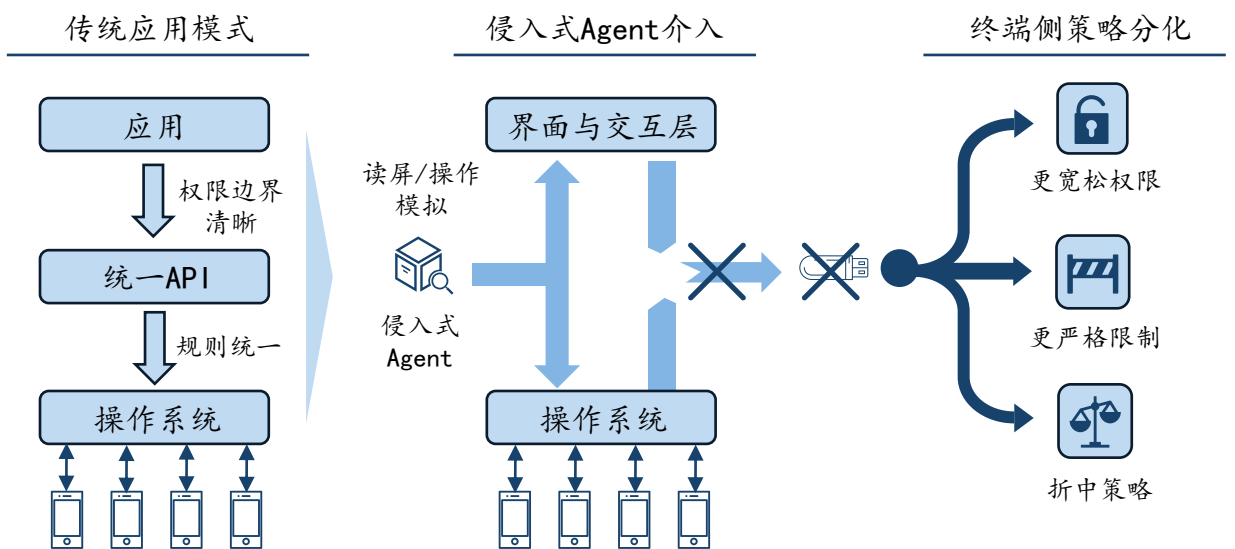 传统应用模式
侵入式Agent介入
终端侧策略分化
应用
权限边界
清晰
统一API
规则统一
操作系统
界面与交互层
读屏/操作
模拟
侵入式
Agent
操作系统
更宽松权限
更严格限制
折中策略